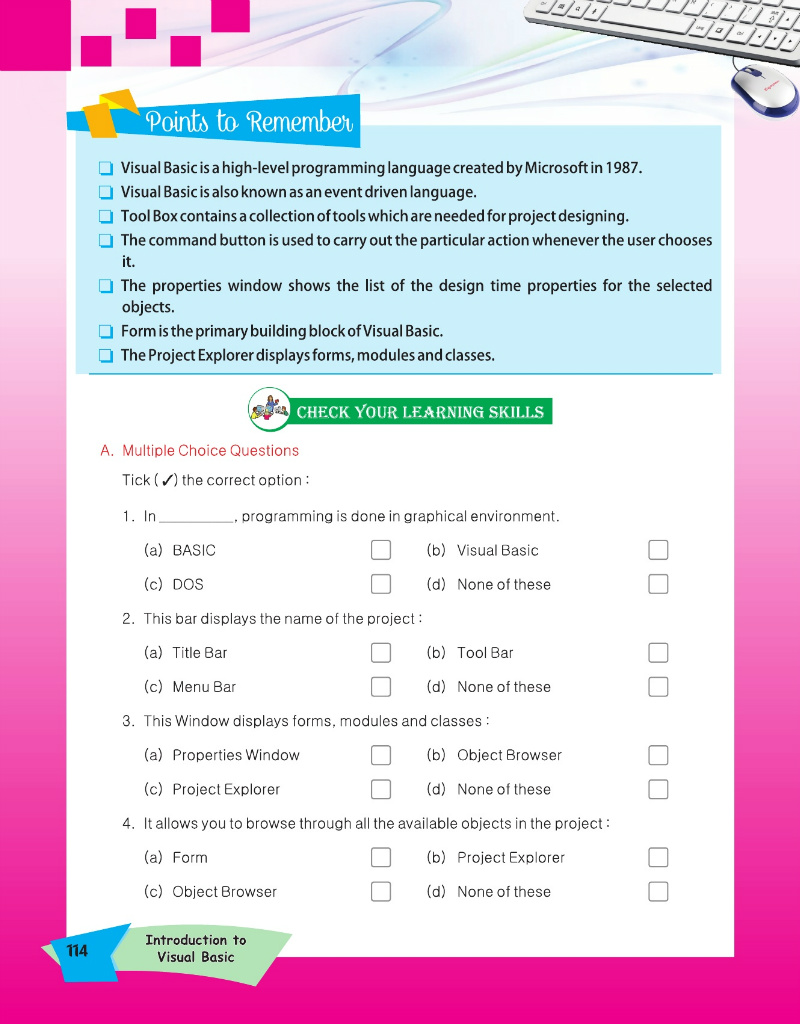 Points to Remember
❏ Visual Basic is a high-level programming language created by Microsoft in 1987.
❏ Visual Basic is also known as an event driven language.
❏ Tool Box contains a collection of tools which are needed for project designing.
❏ The command button is used to carry out the particular action whenever the user chooses
it.
❏ The properties window shows the list of the design time properties for the selected
objects.
❏ Form is the primary building block of Visual Basic.
❏ The Project Explorer displays forms, modules and classes.
CHECK YOUR LEARNING SKILLS
A. Multiple Choice Questions
Tick (✓) the correct option :
1. In __________, programming is done in graphical environment.
(a) BASIC (b) Visual Basic
(c) DOS (d) None of these
2. This bar displays the name of the project :
(a) Title Bar (b) Tool Bar
(c) Menu Bar (d) None of these
3. This Window displays forms, modules and classes :
(a) Properties Window (b) Object Browser
(c) Project Explorer (d) None of these
4. It allows you to browse through all the available objects in the project :
(a) Form (b) Project Explorer
(c) Object Browser (d) None of these
114
Introduction to
Visual Basic